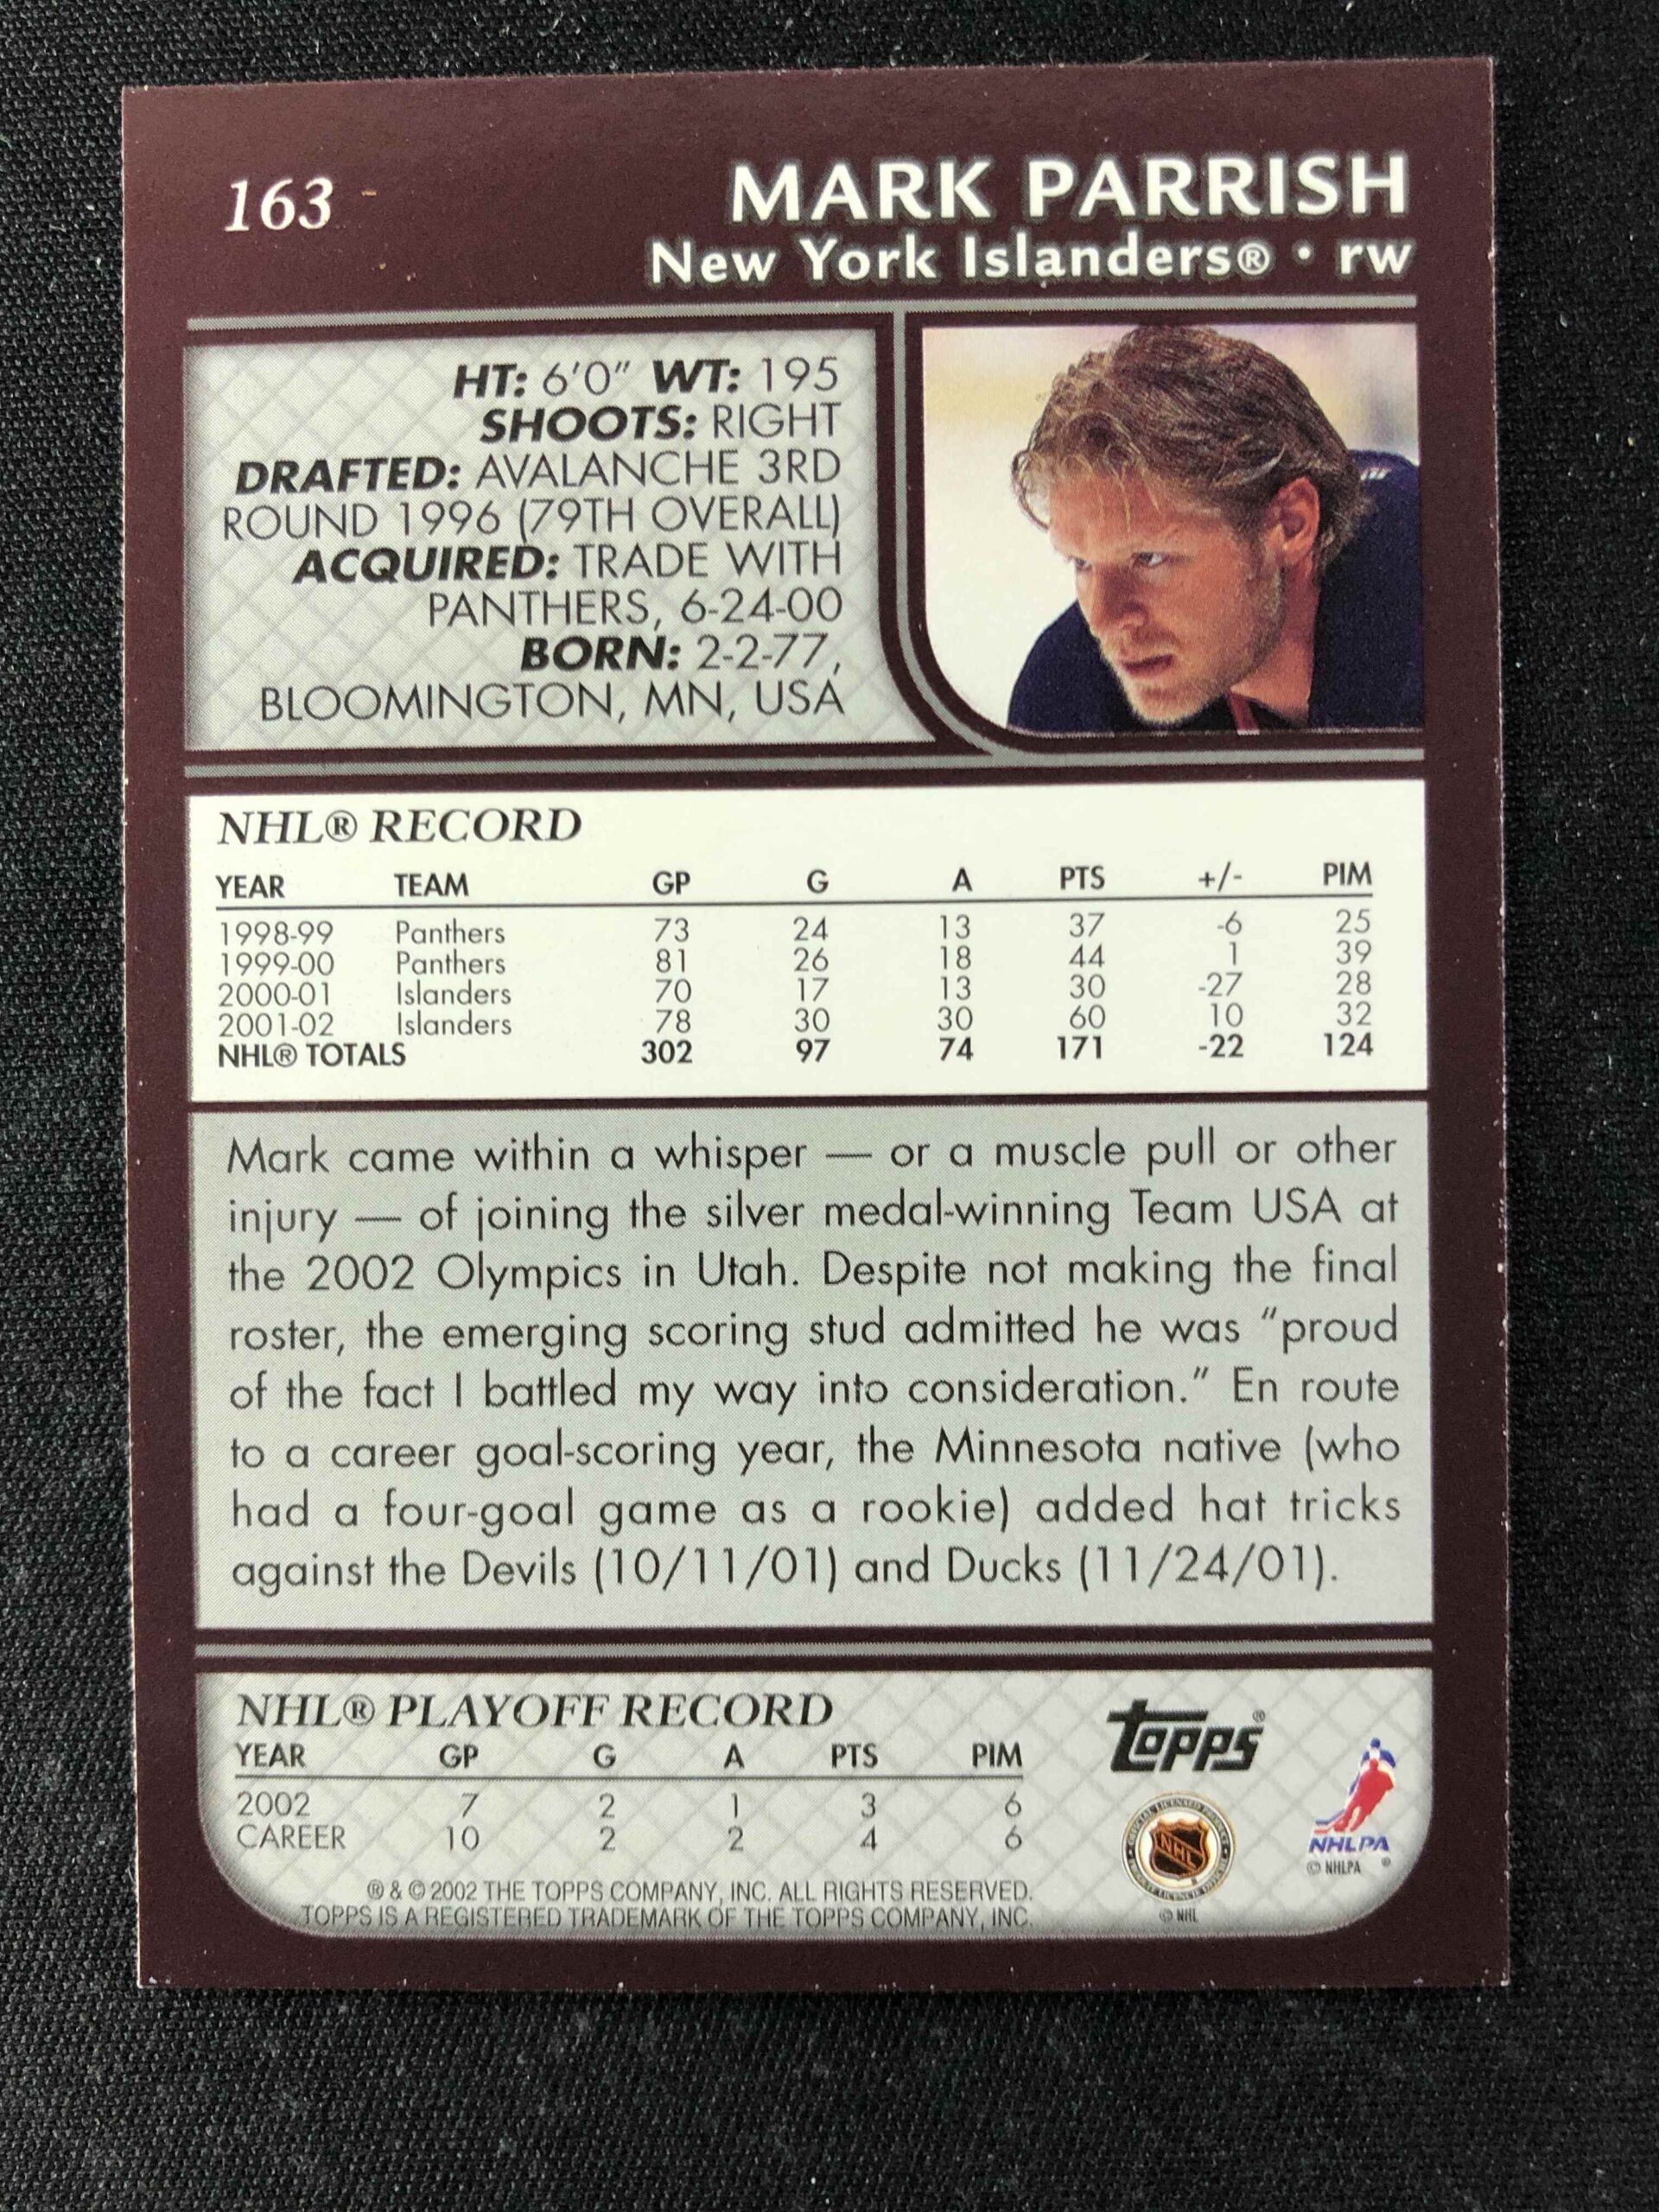 163
MARK PARRISH
New York Islanders® • rw
HT: 6'0" WT: 195
SHOOTS: RIGHT
DRAFTED: AVALANCHE 3RD
ROUND 1996 (79TH OVERALL)
ACQUIRED: TRADE WITH
PANTHERS, 6-24-00
BORN: 2-2-77,
BLOOMINGTON, MN, USA
NHL® RECORD
YEAR TEAM GP G A PTS +/- PIM
1998-99 Panthers 73 24 13 37 -6 25
1999-00 Panthers 81 26 18 44 1 39
2000-01 Islanders 70 17 13 30 -27 28
2001-02 Islanders 78 30 30 60 10 32
NHL® TOTALS 302 97 74 171 -22 124
Mark came within a whisper — or a muscle pull or other
injury — of joining the silver medal-winning Team USA at
the 2002 Olympics in Utah. Despite not making the final
roster, the emerging scoring stud admitted he was "proud
of the fact I battled my way into consideration." En route
to a career goal-scoring year, the Minnesota native (who
had a four-goal game as a rookie) added hat tricks
against the Devils (10/11/01) and Ducks (11/24/01).
NHL® PLAYOFF RECORD
YEAR GP G A PTS PIM
2002 7 2 1 3 6
CAREER 10 2 2 4 6
® & © 2002 THE TOPPS COMPANY, INC. ALL RIGHTS RESERVED.
TOPPS IS A REGISTERED TRADEMARK OF THE TOPPS COMPANY, INC.
topps®
NHL
© NHL
NHLPA
© NHLPA ®